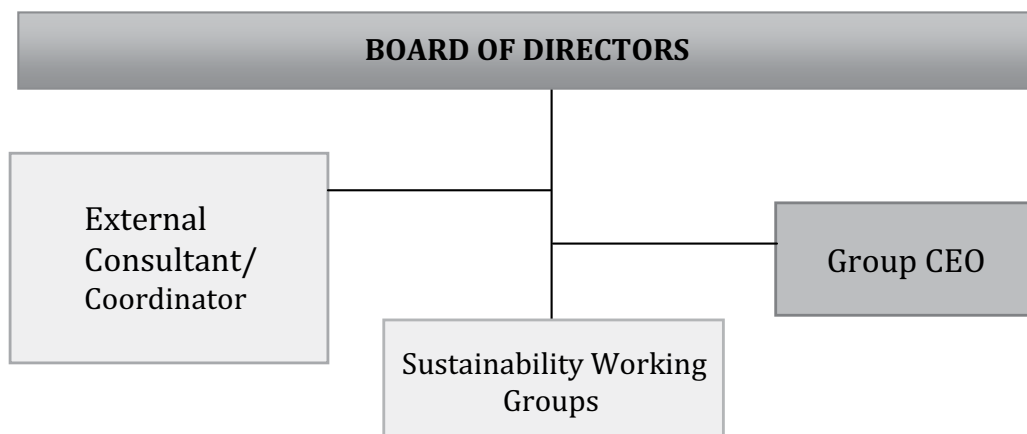 BOARD OF DIRECTORS
External
Consultant/
Coordinator
Group CEO
Sustainability Working
Groups